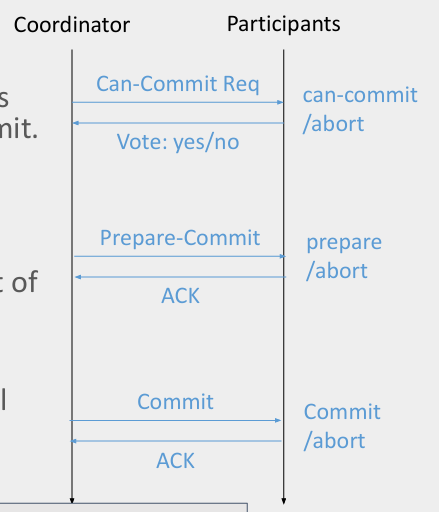 Coordinator Participants
Can-Commit Req
can-commit
/abort
Vote: yes/no
Prepare-Commit
prepare
/abort
ACK
t of
Commit
Commit
/abort
ACK